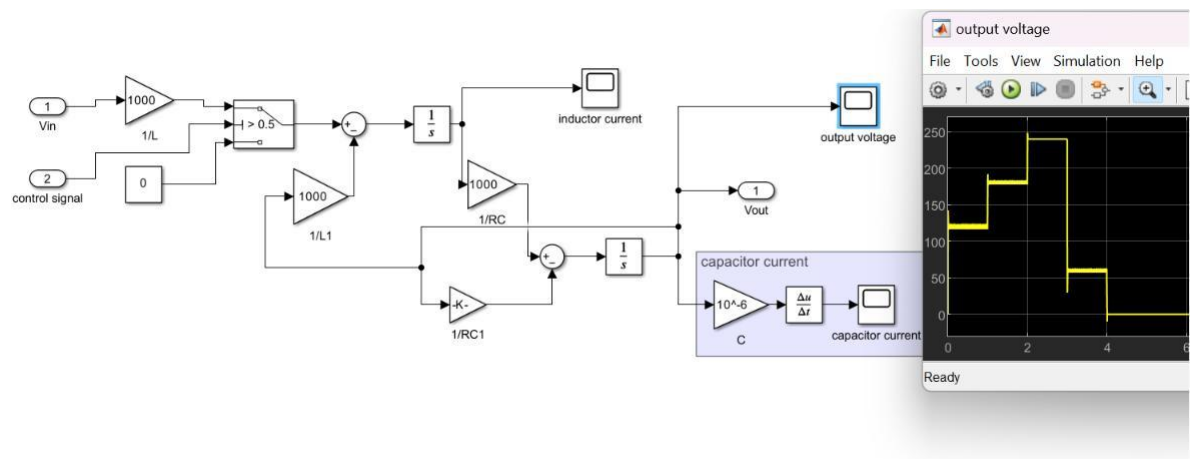 output voltage
File Tools View Simulation Help
1
Vin
1000
1/L
> 0.5
2
control signal
0
1000
1/L1
+
-
1
s
inductor current
1000
1/RC
output voltage
1
Vout
+
-
1
s
-K-
1/RC1
capacitor current
10^-6
C
Δu
Δt
capacitor current
250
200
150
100
50
0
0 2 4 6
Ready